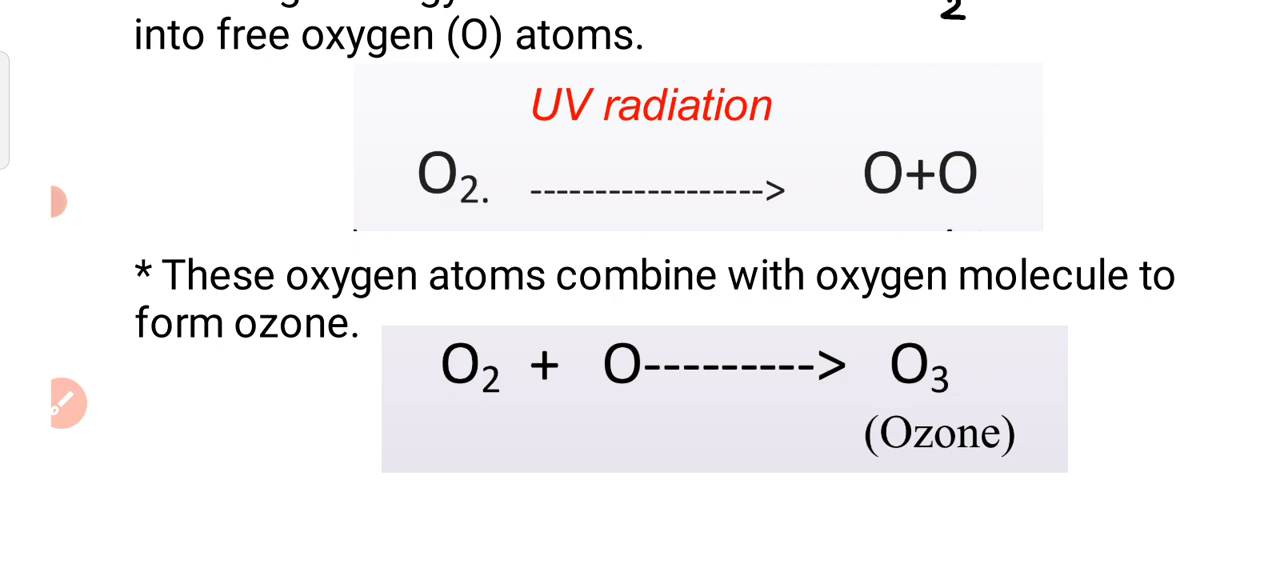 2
into free oxygen (O) atoms.
UV radiation
O₂. ------------------> O+O
* These oxygen atoms combine with oxygen molecule to
form ozone.
O₂ + O---------> O₃
(Ozone)